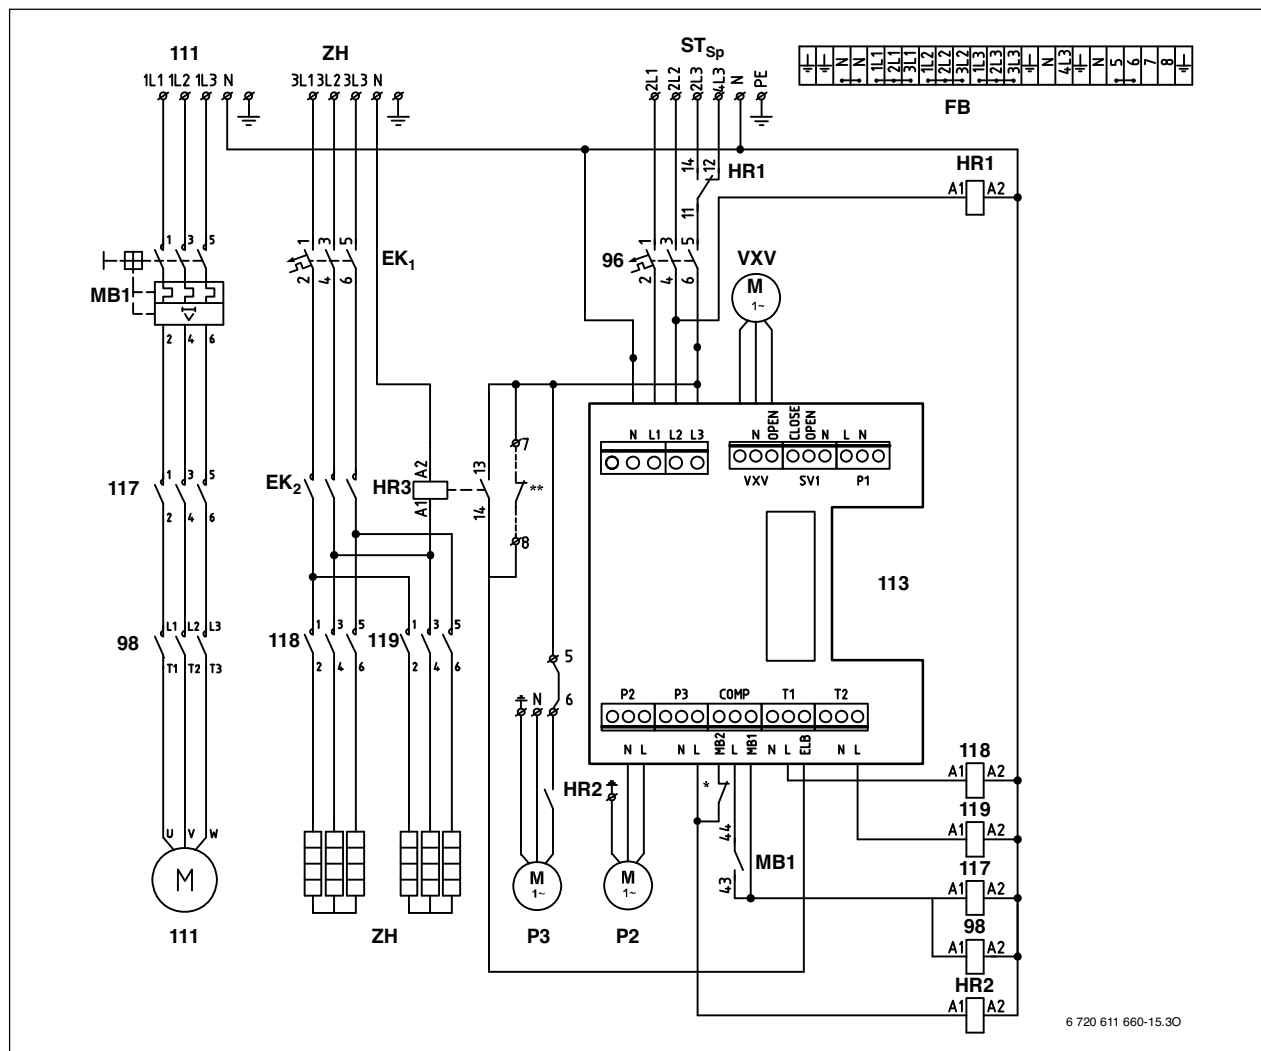 111 ZH ST Sp
1L1 1L2 1L3 N
3L1 3L2 3L3 N
2L1 2L2 2L3 4L3 N PE
N N 1L1 2L1 3L1 1L2 2L2 3L2 1L3 2L3 3L3 N 4L3 N 5 6 7 8
FB
14 12 HR1
11
HR1
A1 A2
1 3 5
MB1
2 4 6
1 3 5
EK1
2 4 6
1 3 5
96
2 4 6
VXV
M
1~
N L1 L2 L3
N OPEN CLOSE OPEN N L N
VXV SV1 P1
117
1 3 5
2 4 6
EK2
A2
HR3
A1
13
14
7
**
8
113
98
L1 L2 L3
T1 T2 T3
118
1 3 5
2 4 6
119
1 3 5
2 4 6
5
N 6
P2 P3 COMP T1 T2
N L N L MB2 L MB1 N L ELB N L
HR2
*
44
MB1
43
118
A1 A2
119
A1 A2
117
A1 A2
98
A1 A2
HR2
A1 A2
U V W
M
111
ZH
M
1~
P3
M
1~
P2
6 720 611 660-15.3O